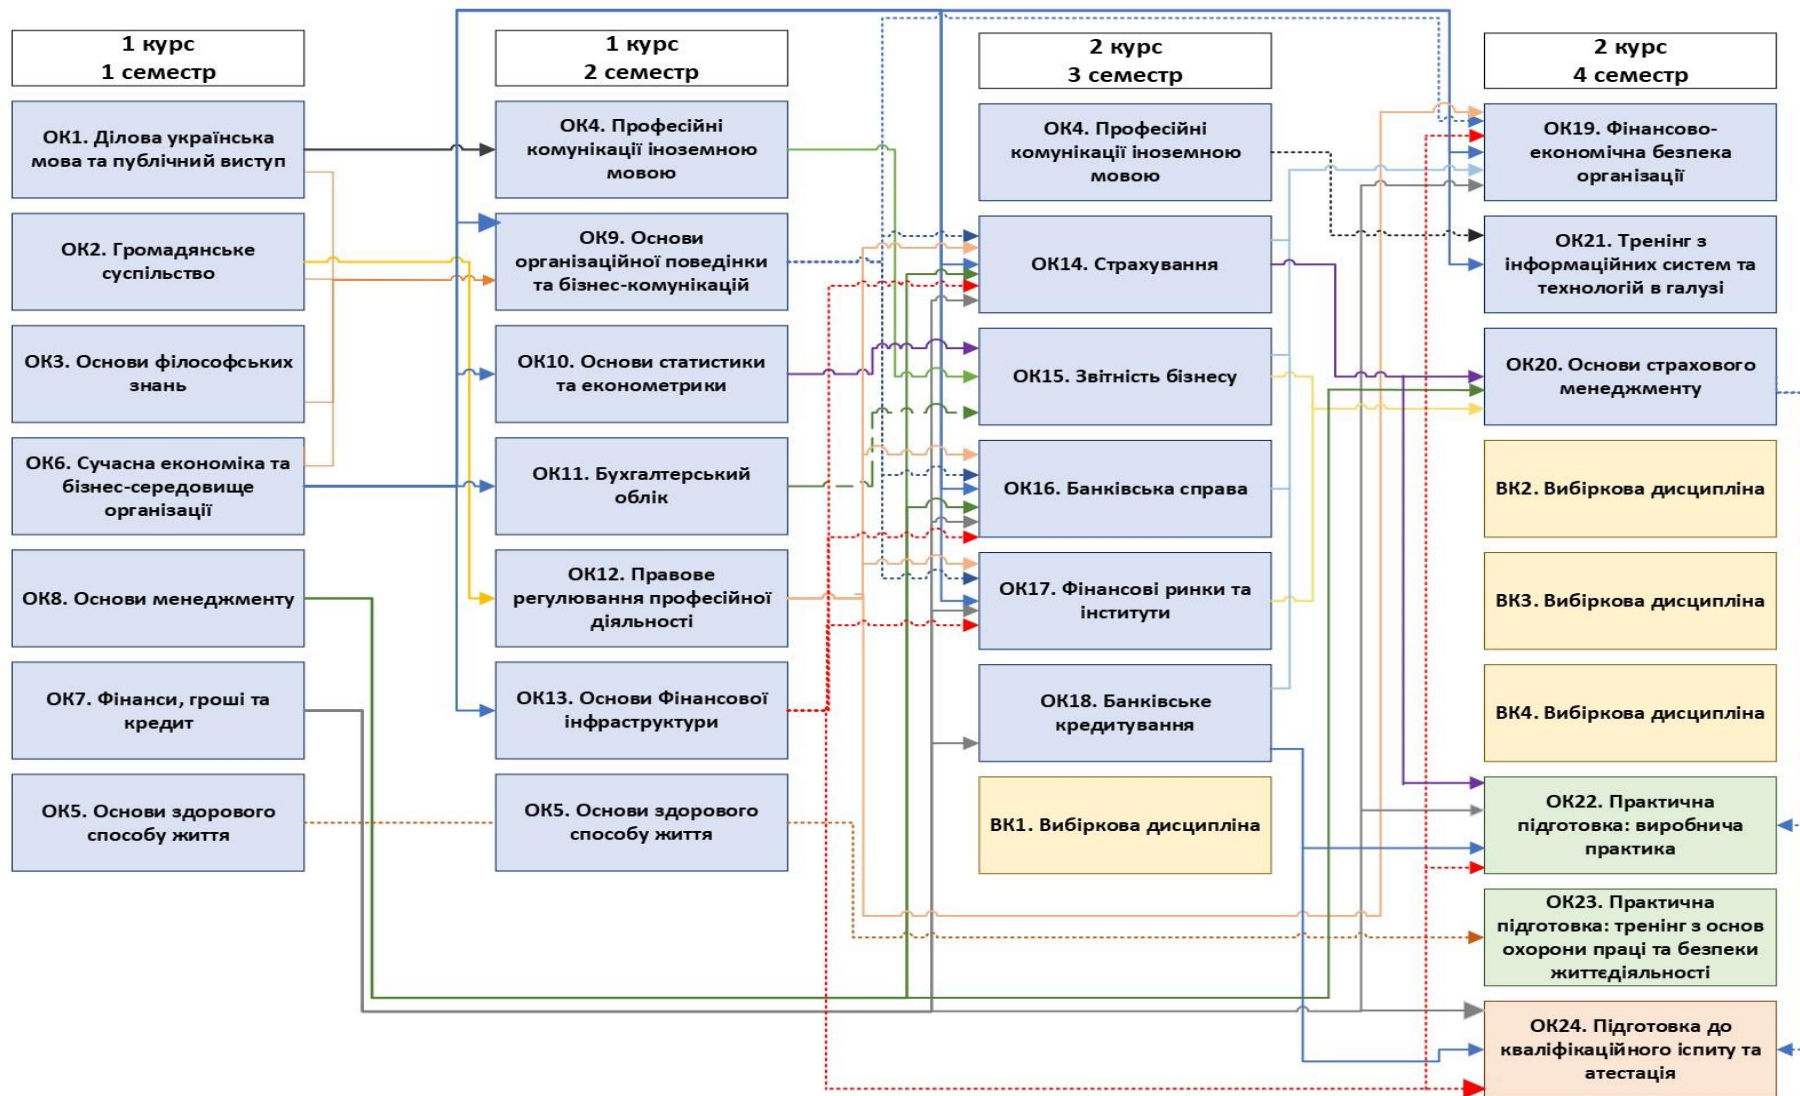 1 курс
1 семестр
ОК1. Ділова українська
мова та публічний виступ
ОК2. Громадянське
суспільство
ОК3. Основи філософських
знань
ОК6. Сучасна економіка та
бізнес-середовище
організації
ОК8. Основи менеджменту
ОК7. Фінанси, гроші та
кредит
ОК5. Основи здорового
способу життя
1 курс
2 семестр
ОК4. Професійні
комунікації іноземною
мовою
ОК9. Основи
організаційної поведінки
та бізнес-комунікацій
ОК10. Основи статистики
та економетрики
ОК11. Бухгалтерський
облік
ОК12. Правове
регулювання професійної
діяльності
ОК13. Основи Фінансової
інфраструктури
ОК5. Основи здорового
способу життя
2 курс
3 семестр
ОК4. Професійні
комунікації іноземною
мовою
ОК14. Страхування
ОК15. Звітність бізнесу
ОК16. Банківська справа
ОК17. Фінансові ринки та
інститути
ОК18. Банківське
кредитування
ВК1. Вибіркова дисципліна
2 курс
4 семестр
ОК19. Фінансово-
економічна безпека
організації
ОК21. Тренінг з
інформаційних систем та
технологій в галузі
ОК20. Основи страхового
менеджменту
ВК2. Вибіркова дисципліна
ВК3. Вибіркова дисципліна
ВК4. Вибіркова дисципліна
ОК22. Практична
підготовка: виробнича
практика
ОК23. Практична
підготовка: тренінг з основ
охорони праці та безпеки
життєдіяльності
ОК24. Підготовка до
кваліфікаційного іспиту та
атестація